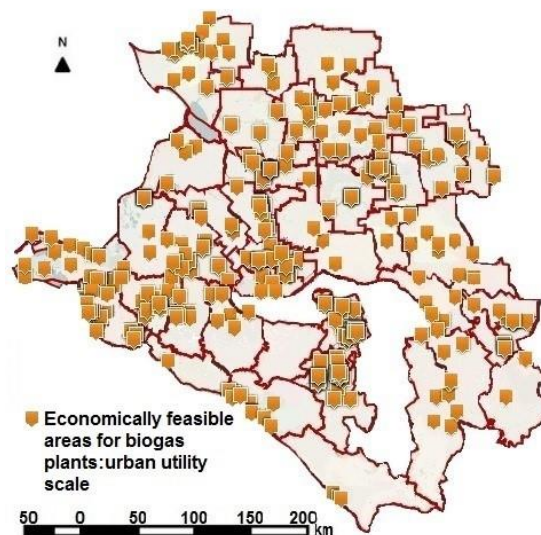 N
Economically feasible
areas for biogas
plants:urban utility
scale
50 0 50 100 150 200
km